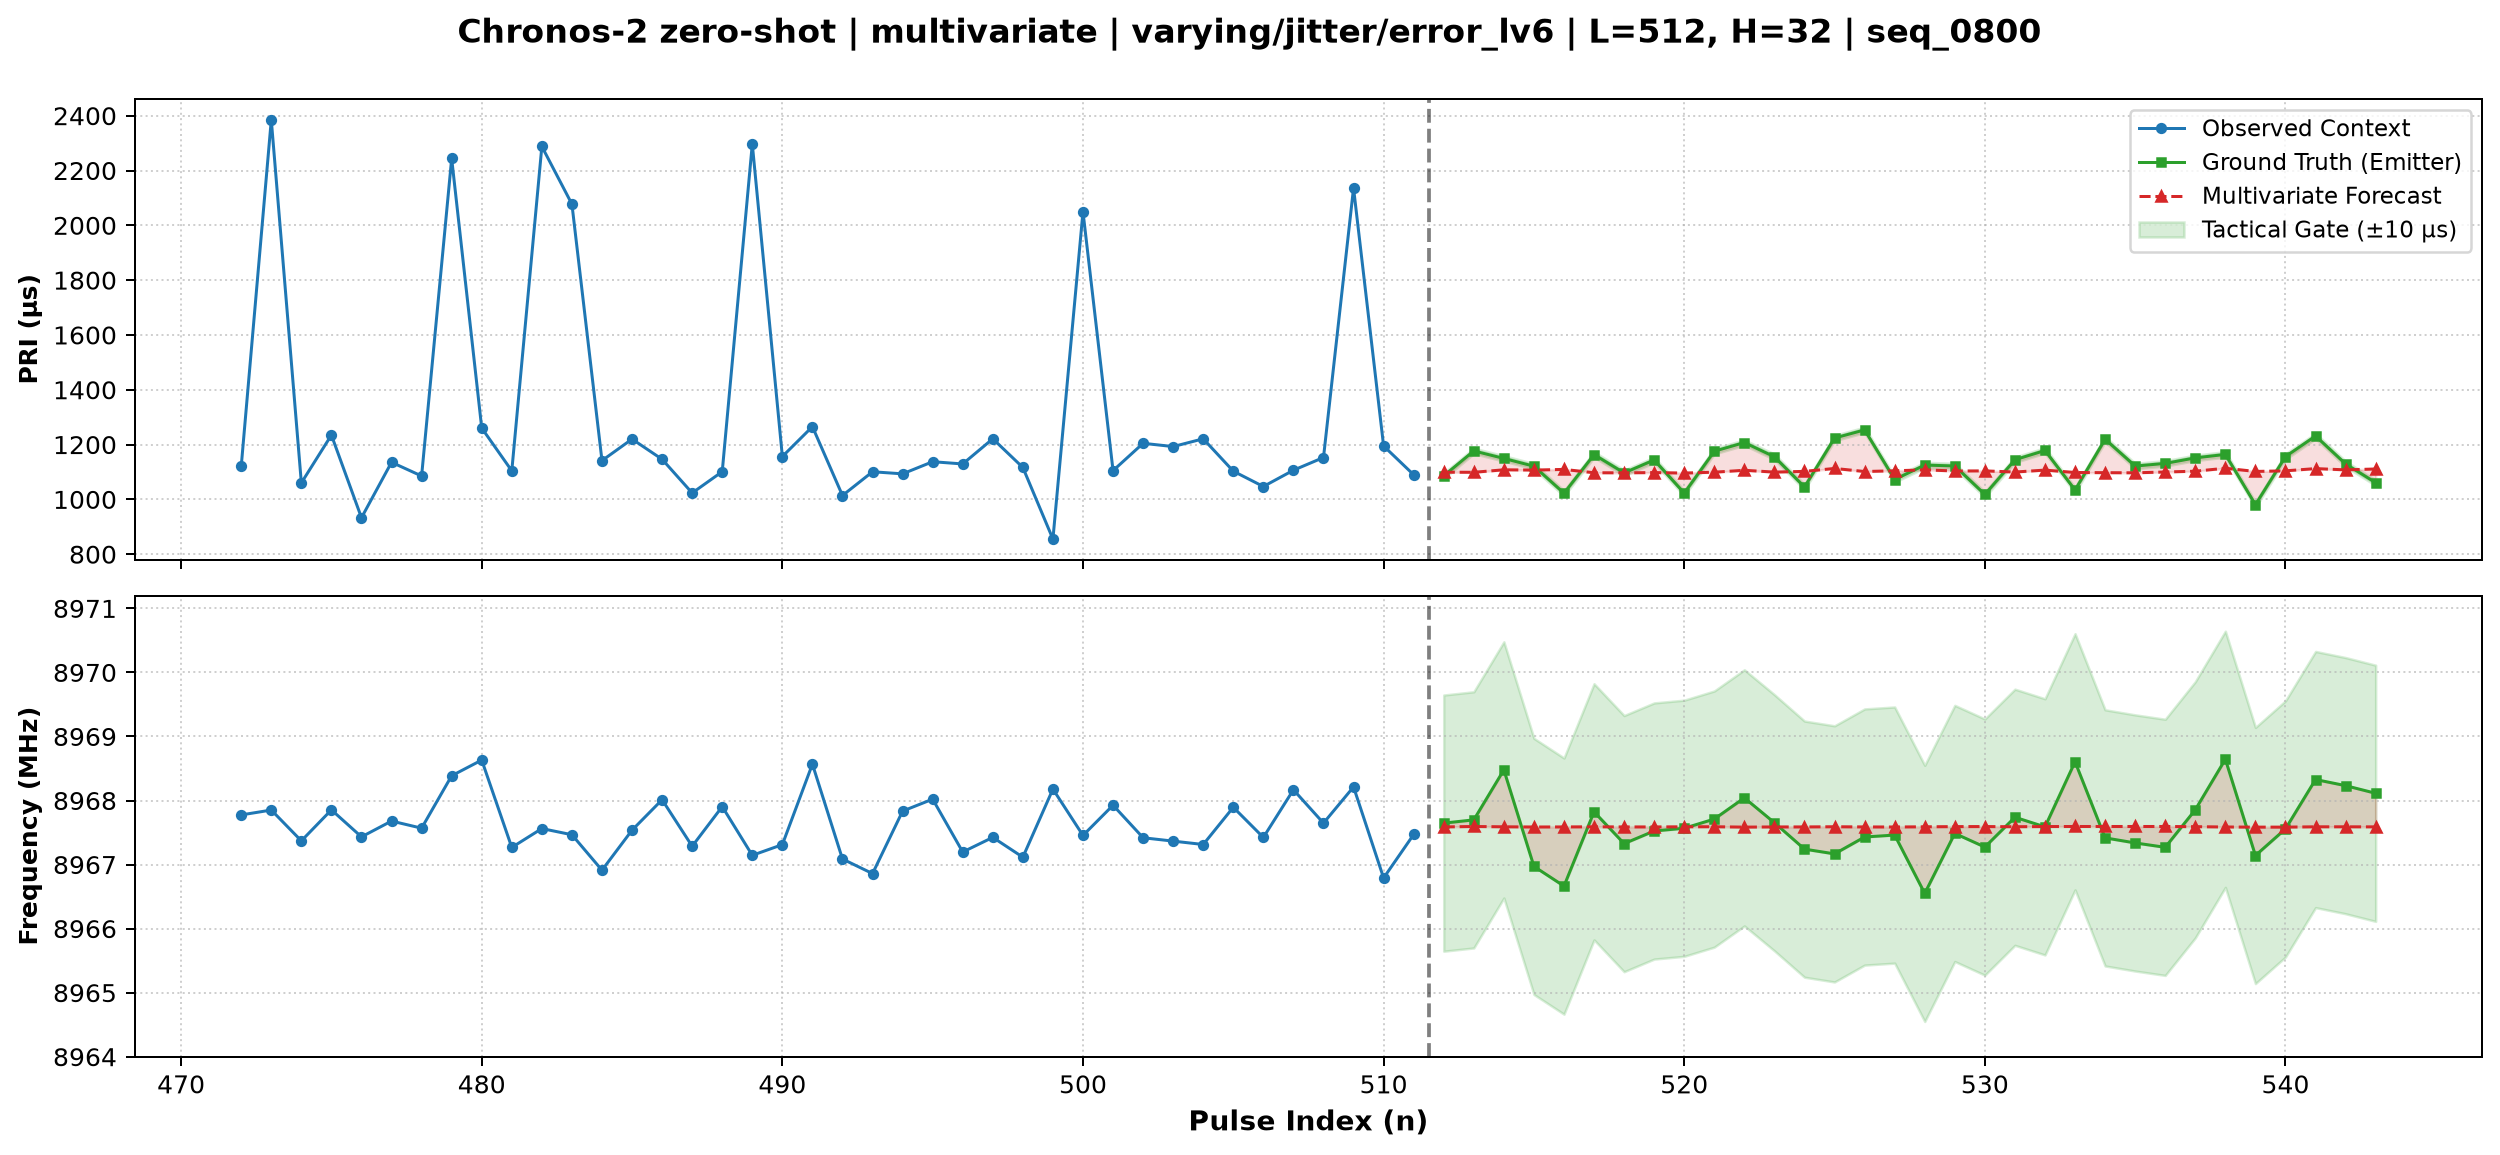 Chronos-2 zero-shot | multivariate | varying/jitter/error_lv6 | L=512, H=32 | seq_0800
2400
2200
2000
1800
1600
1400
1200
1000
800
PRI (µs)
Observed Context
Ground Truth (Emitter)
Multivariate Forecast
Tactical Gate (±10 µs)
8971
8970
8969
8968
8967
8966
8965
8964
Frequency (MHz)
470 480 490 500 510 520 530 540
Pulse Index (n)